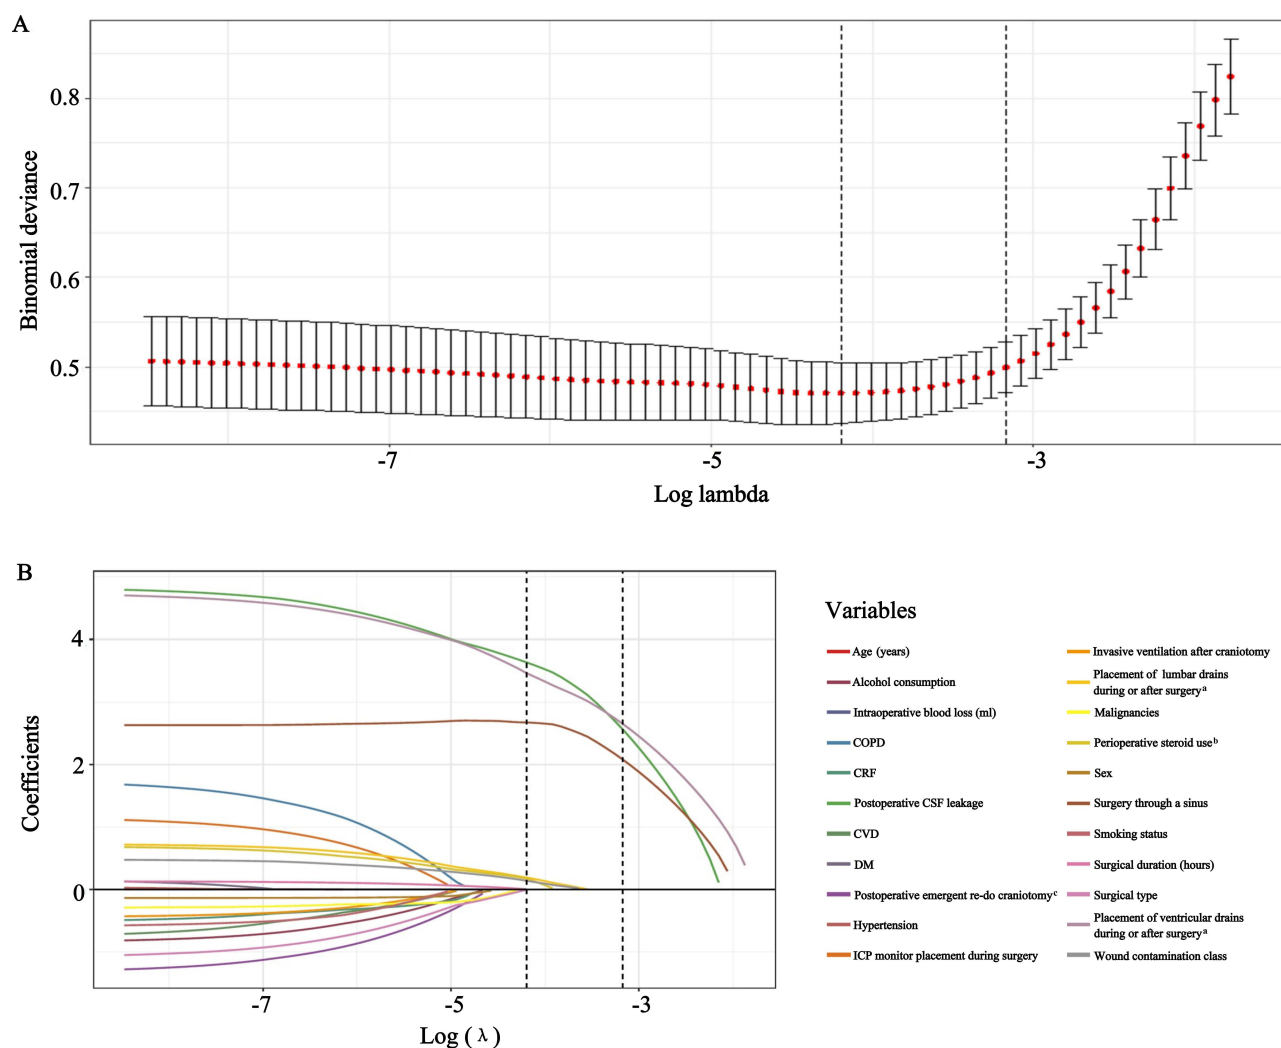 A
Binomial deviance
0.8
0.7
0.6
0.5
-7
-5
-3
Log lambda
B
Coefficients
4
2
0
-7
-5
-3
Log ( λ )
Variables
Age (years)
Alcohol consumption
Intraoperative blood loss (ml)
COPD
CRF
Postoperative CSF leakage
CVD
DM
Postoperative emergent re-do craniotomyᶜ
Hypertension
ICP monitor placement during surgery
Invasive ventilation after craniotomy
Placement of lumbar drains
during or after surgeryᵃ
Malignancies
Perioperative steroid useᵇ
Sex
Surgery through a sinus
Smoking status
Surgical duration (hours)
Surgical type
Placement of ventricular drains
during or after surgeryᵃ
Wound contamination class